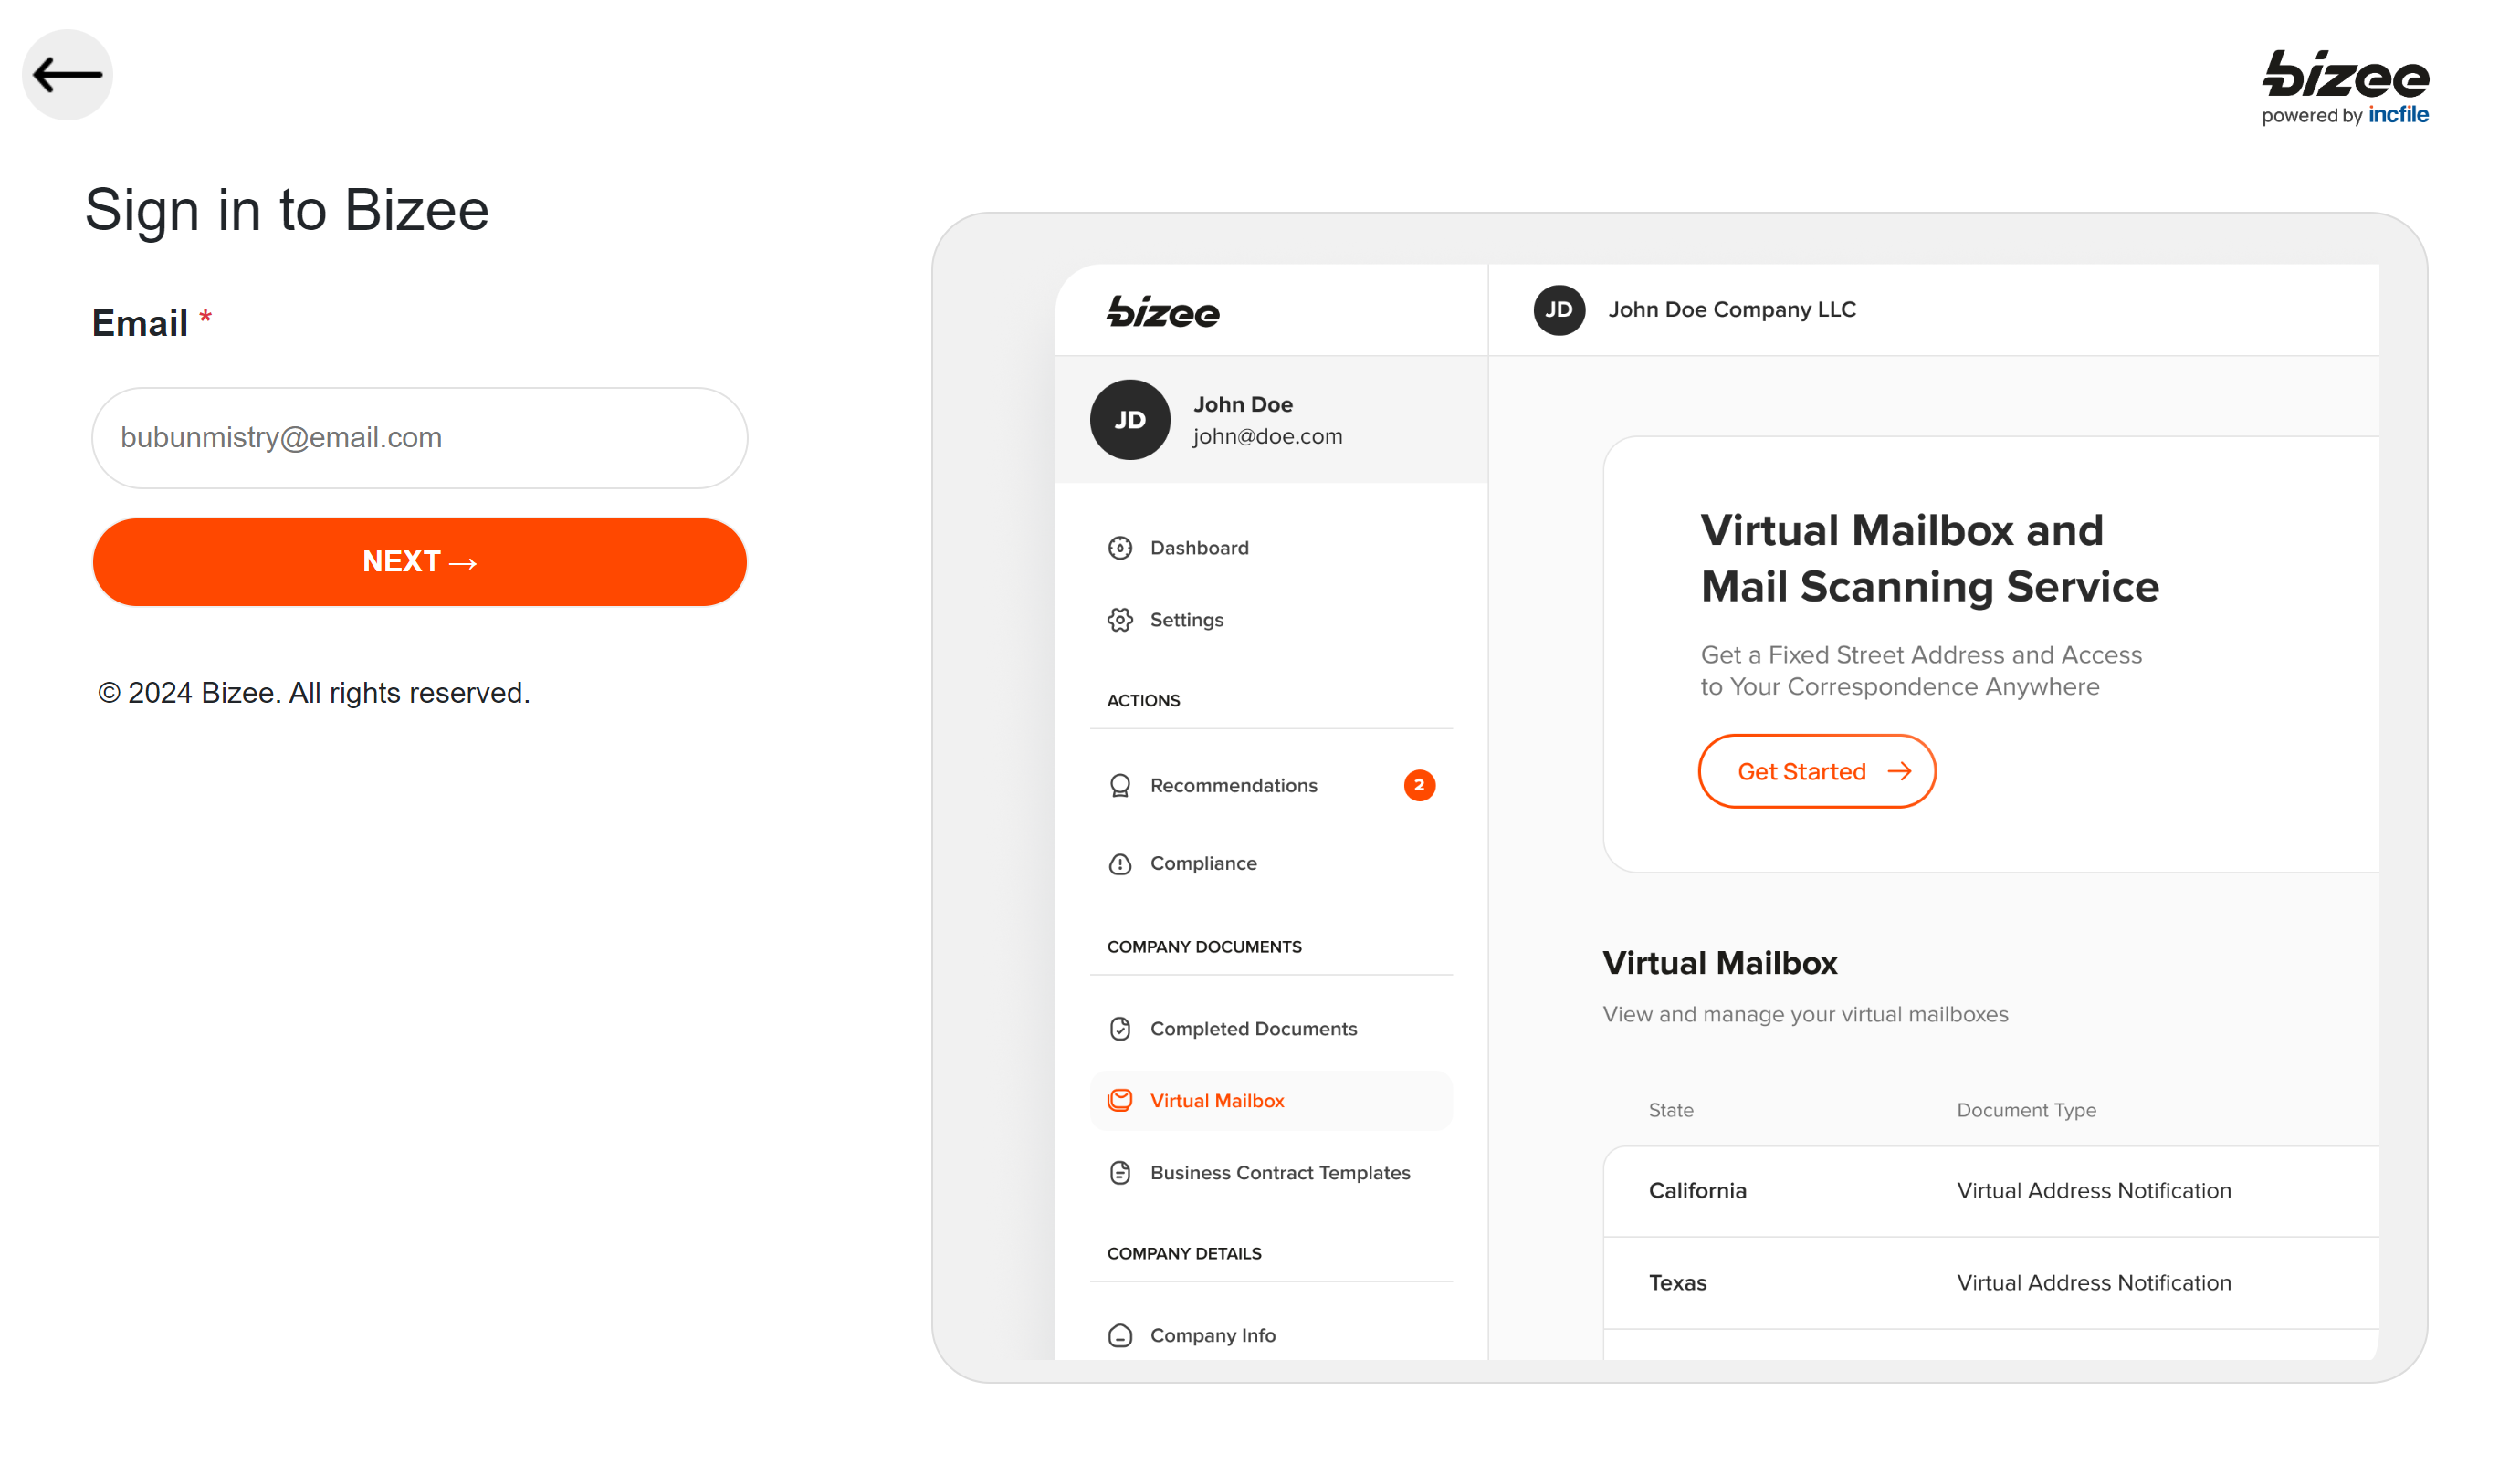 bizee
powered by incfile
Sign in to Bizee
Email *
bubunmistry@email.com
NEXT →
© 2024 Bizee. All rights reserved.
bizee
JD
John Doe
john@doe.com
Dashboard
Settings
ACTIONS
Recommendations 2
Compliance
COMPANY DOCUMENTS
Completed Documents
Virtual Mailbox
Business Contract Templates
COMPANY DETAILS
Company Info
JD John Doe Company LLC
Virtual Mailbox and
Mail Scanning Service
Get a Fixed Street Address and Access
to Your Correspondence Anywhere
Get Started →
Virtual Mailbox
View and manage your virtual mailboxes
State Document Type
California Virtual Address Notification
Texas Virtual Address Notification